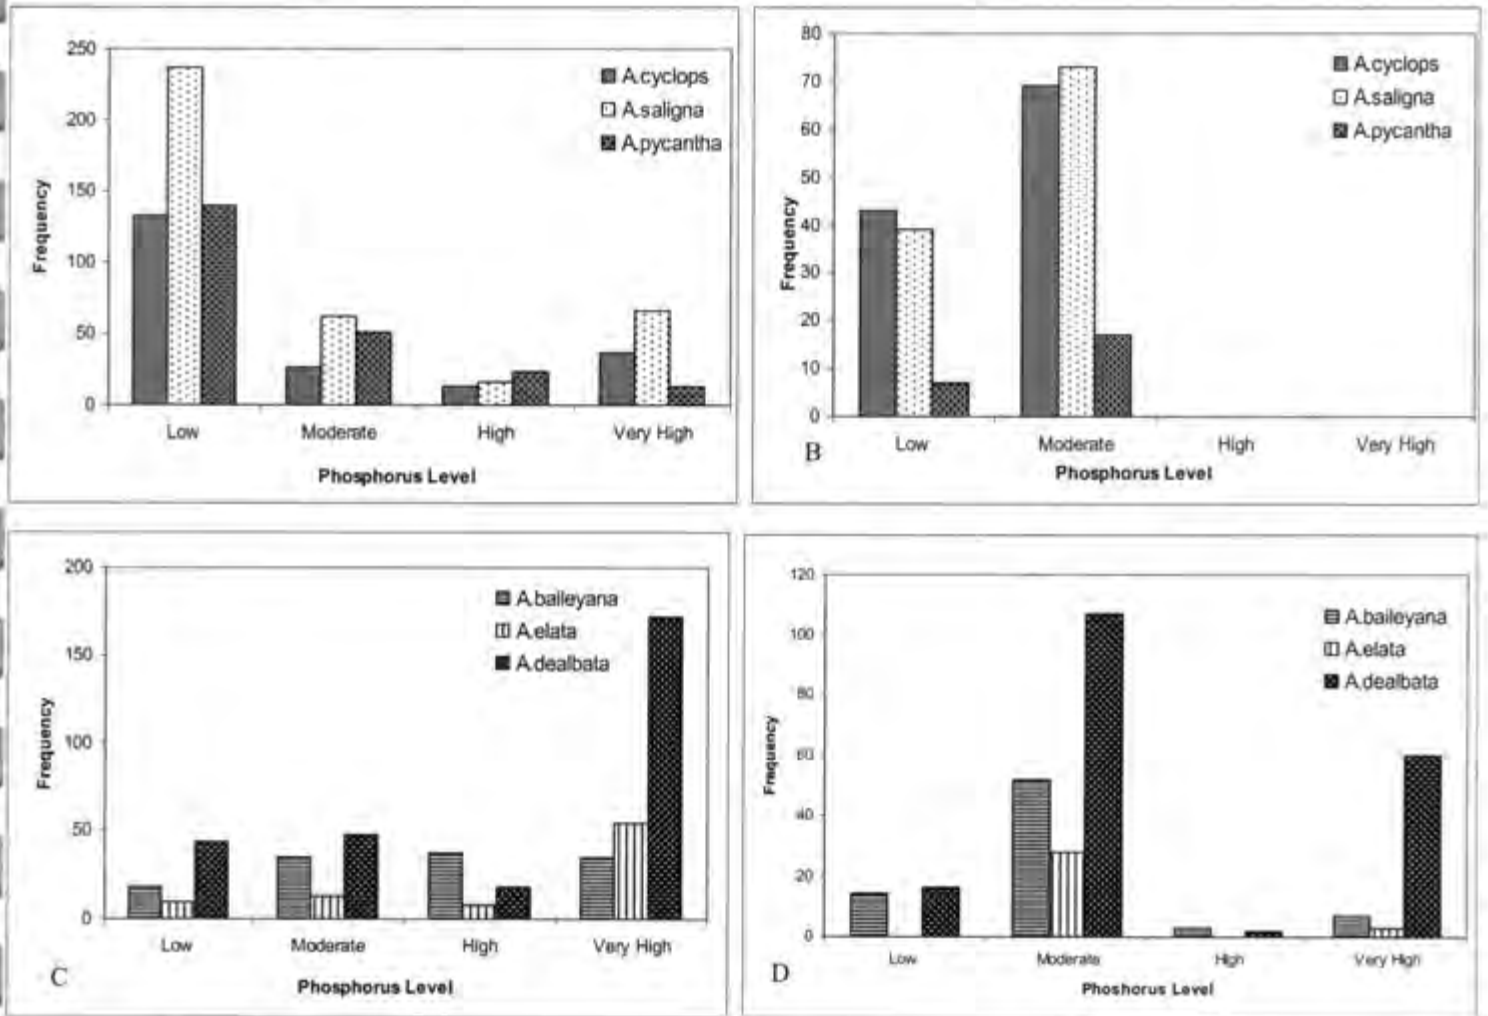 250
200
150
100
50
0
Frequency
A.cyclops
A.saligna
A.pycantha
Low Moderate High Very High
Phosphorus Level
80
70
60
50
40
30
20
10
0
Frequency
A.cyclops
A.saligna
A.pycantha
Low Moderate High Very High
B
Phosphorus Level
200
150
100
50
0
Frequency
A.baileyana
A.elata
A.dealbata
Low Moderate High Very High
C
Phosphorus Level
120
100
80
60
40
20
0
Frequency
A.baileyana
A.elata
A.dealbata
Low Moderate High Very High
D
Phoshorus Level